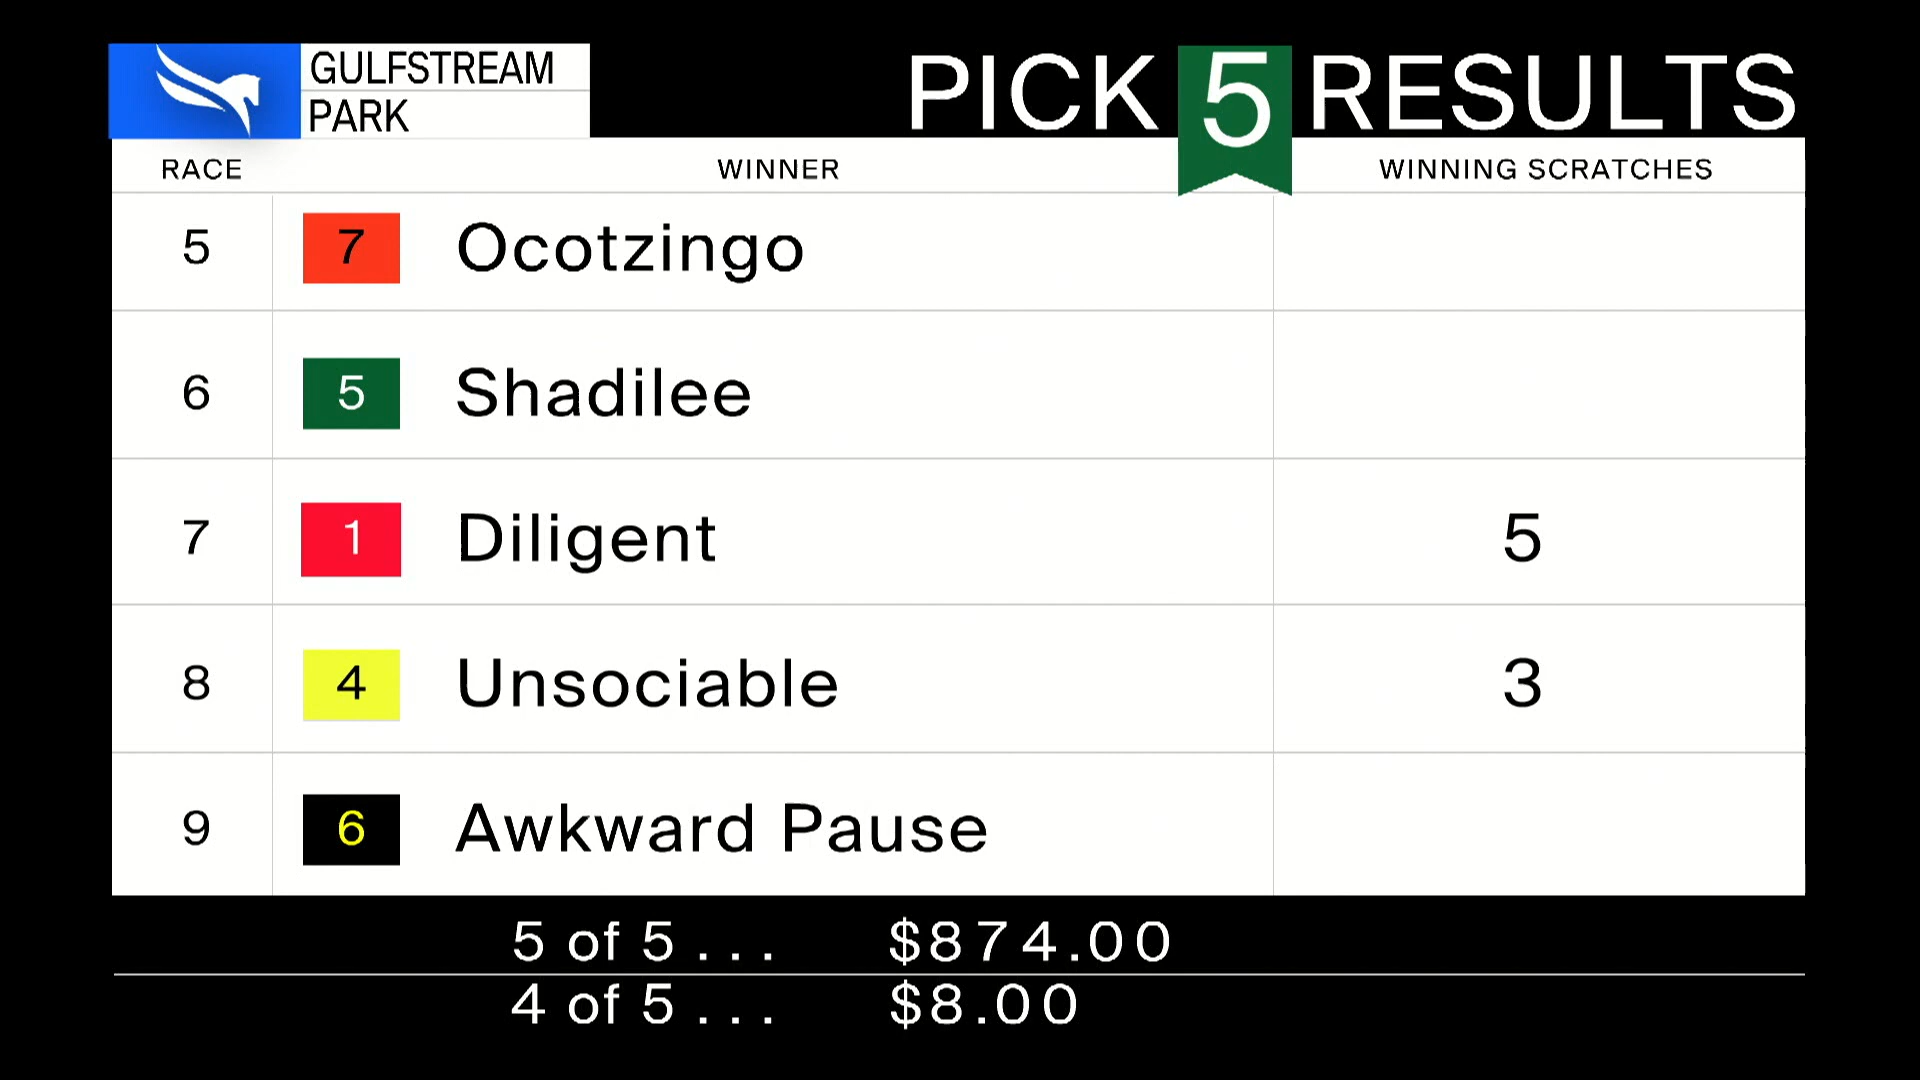 GULFSTREAM
PARK
PICK 5 RESULTS
RACE WINNER WINNING SCRATCHES
5 7 Ocotzingo
6 5 Shadilee
7 1 Diligent 5
8 4 Unsociable 3
9 6 Awkward Pause
5 of 5 . . . $874.00
4 of 5 . . . $8.00